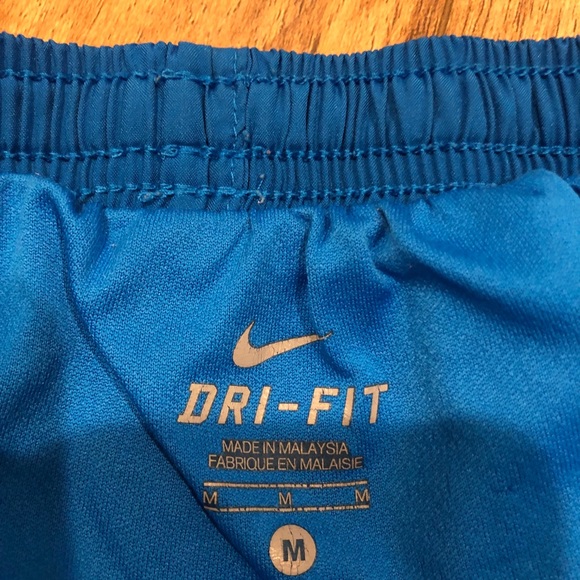 DRI-FIT
MADE IN MALAYSIA
FABRIQUE EN MALAISIE
M M M
M